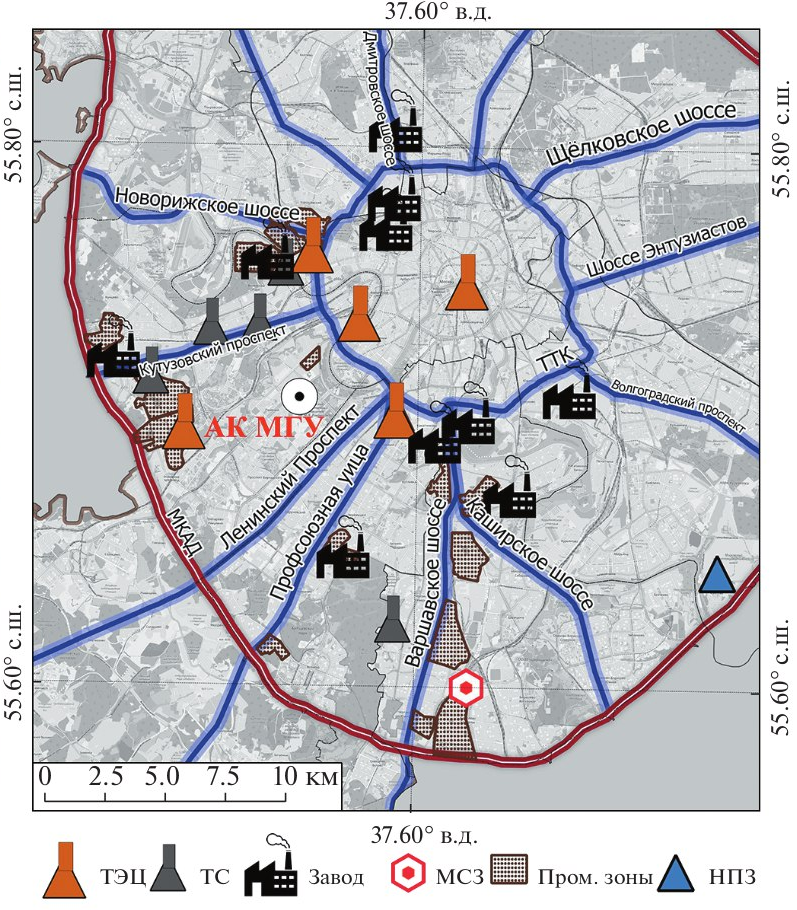 37.60° в.д.
55.80° с.ш.
55.80° с.ш.
Дмитровское шоссе
Щёлковское шоссе
Новорижское шоссе
Шоссе Энтузиастов
Кутузовский проспект
ТТК
Волгоградский проспект
АК МГУ
Ленинский Проспект
Профсоюзная улица
МКАД
Варшавское шоссе
Каширское шоссе
55.60° с.ш.
55.60° с.ш.
0 2.5 5.0 7.5 10 км
37.60° в.д.
ТЭЦ ТС Завод МСЗ Пром. зоны НПЗ